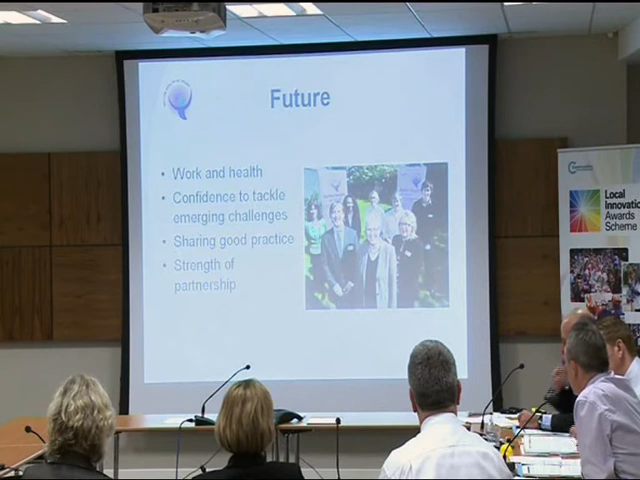 Future
• Work and health
• Confidence to tackle
emerging challenges
• Sharing good practice
• Strength of
partnership
Local
Innovation
Awards
Scheme